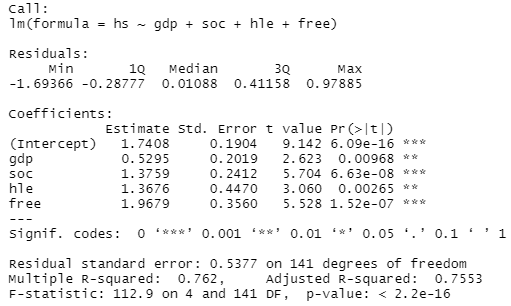 Call:
lm(formula = hs ~ gdp + soc + hle + free)
Residuals:
Min 1Q Median 3Q Max
-1.69366 -0.28777 0.01088 0.41158 0.97885
Coefficients:
Estimate Std. Error t value Pr(>|t|)
(Intercept) 1.7408 0.1904 9.142 6.09e-16 ***
gdp 0.5295 0.2019 2.623 0.00968 **
soc 1.3759 0.2412 5.704 6.63e-08 ***
hle 1.3676 0.4470 3.060 0.00265 **
free 1.9679 0.3560 5.528 1.52e-07 ***
---
Signif. codes: 0 ‘***’ 0.001 ‘**’ 0.01 ‘*’ 0.05 ‘.’ 0.1 ‘ ’ 1
Residual standard error: 0.5377 on 141 degrees of freedom
Multiple R-squared: 0.762, Adjusted R-squared: 0.7553
F-statistic: 112.9 on 4 and 141 DF, p-value: < 2.2e-16